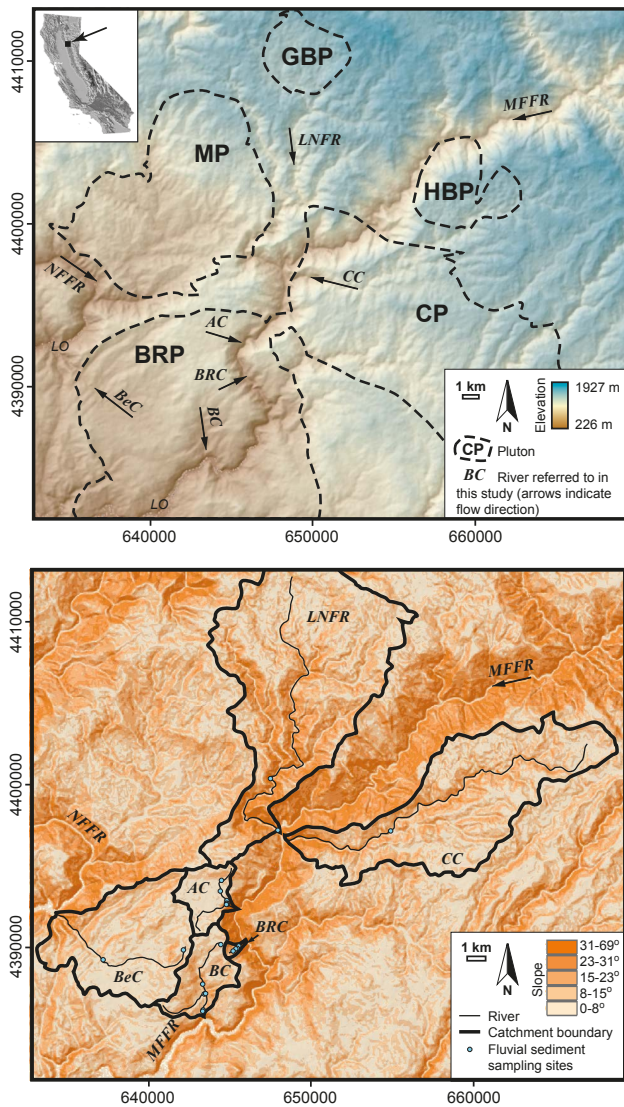 GBP
MFFR
LNFR
MP
HBP
NFFR
CC
CP
AC
LO
BRP
BRC
BeC
BC
LO
4410000
4400000
4390000
1 km
N
Elevation
1927 m
226 m
CP Pluton
BC River referred to in
this study (arrows indicate
flow direction)
640000 650000 660000
LNFR
MFFR
NFFR
CC
AC
BRC
BeC
BC
MFFR
4410000
4400000
4390000
1 km
N
Slope
31-69°
23-31°
15-23°
8-15°
0-8°
River
Catchment boundary
Fluvial sediment
sampling sites
640000 650000 660000